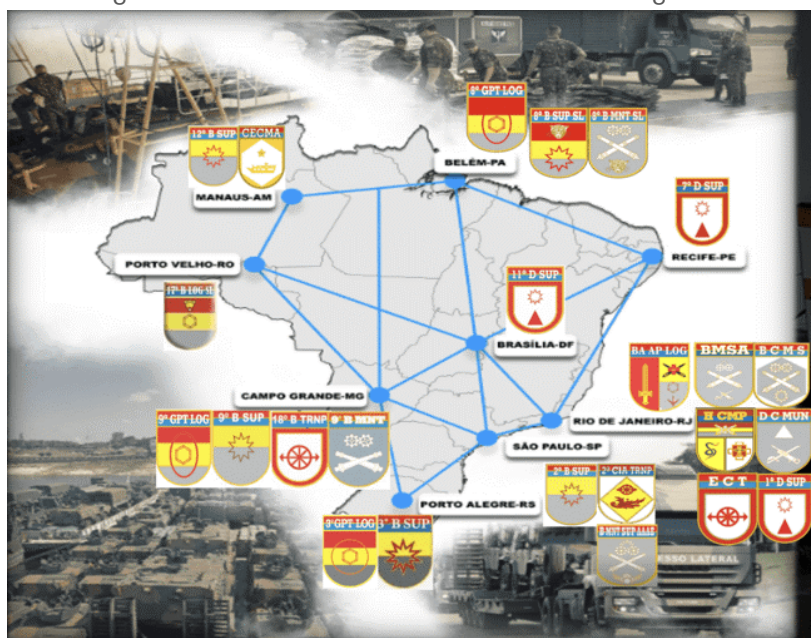 8º GPT LOG
8º B SUP SL
8º B MNT SL
12º B SUP
CECMA
BELÉM-PA
MANAUS-AM
7º D SUP
RECIFE-PE
PORTO VELHO-RO
17º B LOG SL
11º D SUP
BRASÍLIA-DF
BA AP LOG
BMSA
B C M S
CAMPO GRANDE-MG
9º GPT LOG
9º B SUP
18º B TRNP
9º B MNT
RIO DE JANEIRO-RJ
H CMP
D C MUN
SÃO PAULO-SP
2º B SUP
2ª CIA TRNP
E C T
1º D SUP
PORTO ALEGRE-RS
3º GPT LOG
3º B SUP
B MNT SUP AAAE
ESSO LATERAL